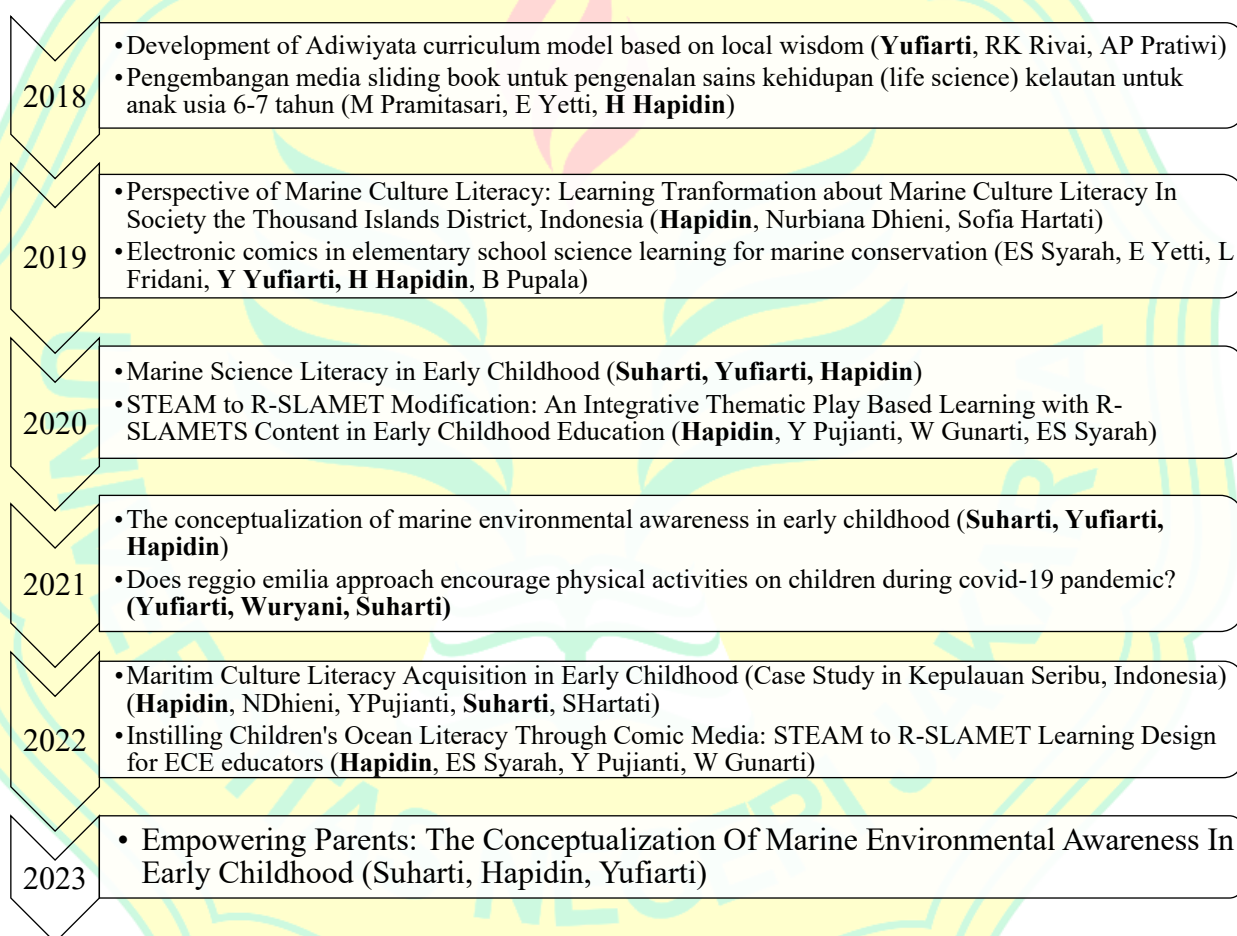 2018
•Development of Adiwiyata curriculum model based on local wisdom (Yufiarti, RK Rivai, AP Pratiwi)
•Pengembangan media sliding book untuk pengenalan sains kehidupan (life science) kelautan untuk
anak usia 6-7 tahun (M Pramitasari, E Yetti, H Hapidin)
2019
•Perspective of Marine Culture Literacy: Learning Tranformation about Marine Culture Literacy In
Society the Thousand Islands District, Indonesia (Hapidin, Nurbiana Dhieni, Sofia Hartati)
•Electronic comics in elementary school science learning for marine conservation (ES Syarah, E Yetti, L
Fridani, Y Yufiarti, H Hapidin, B Pupala)
2020
•Marine Science Literacy in Early Childhood (Suharti, Yufiarti, Hapidin)
•STEAM to R-SLAMET Modification: An Integrative Thematic Play Based Learning with R-
SLAMETS Content in Early Childhood Education (Hapidin, Y Pujianti, W Gunarti, ES Syarah)
2021
•The conceptualization of marine environmental awareness in early childhood (Suharti, Yufiarti,
Hapidin)
•Does reggio emilia approach encourage physical activities on children during covid-19 pandemic?
(Yufiarti, Wuryani, Suharti)
2022
•Maritim Culture Literacy Acquisition in Early Childhood (Case Study in Kepulauan Seribu, Indonesia)
(Hapidin, NDhieni, YPujianti, Suharti, SHartati)
•Instilling Children's Ocean Literacy Through Comic Media: STEAM to R-SLAMET Learning Design
for ECE educators (Hapidin, ES Syarah, Y Pujianti, W Gunarti)
2023
• Empowering Parents: The Conceptualization Of Marine Environmental Awareness In
Early Childhood (Suharti, Hapidin, Yufiarti)